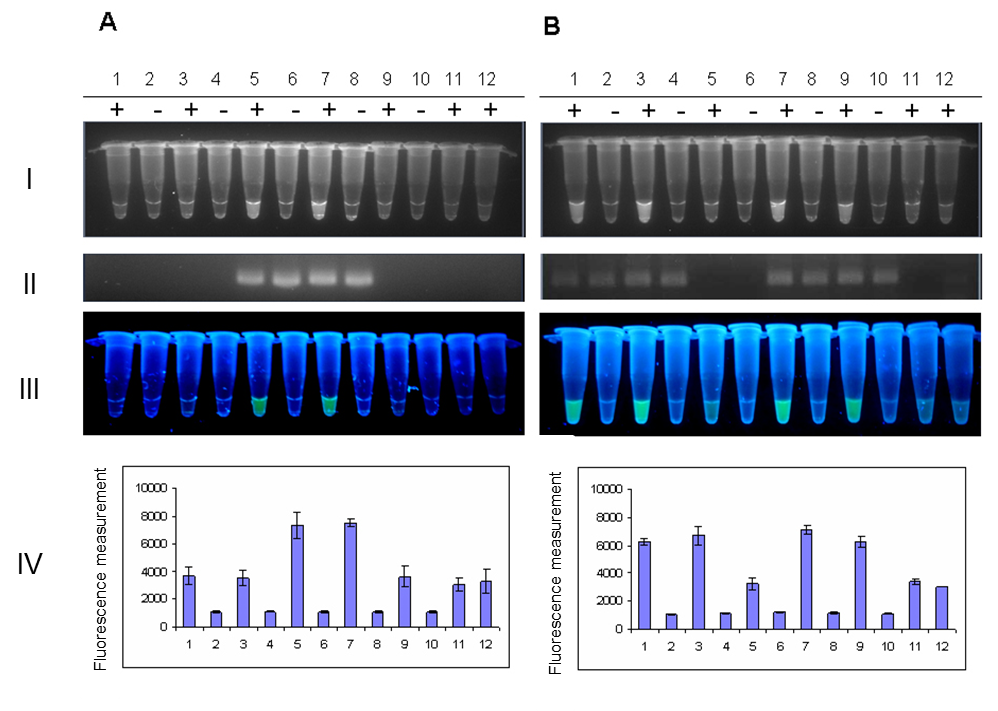 A B
1 2 3 4 5 6 7 8 9 10 11 12 1 2 3 4 5 6 7 8 9 10 11 12
+ - + - + - + - + - + + + - + - + - + - + - + +
I
II
III
IV
Fluorescence measurement
10000
8000
6000
4000
2000
0
1 2 3 4 5 6 7 8 9 10 11 12
Fluorescence measurement
10000
8000
6000
4000
2000
0
1 2 3 4 5 6 7 8 9 10 11 12